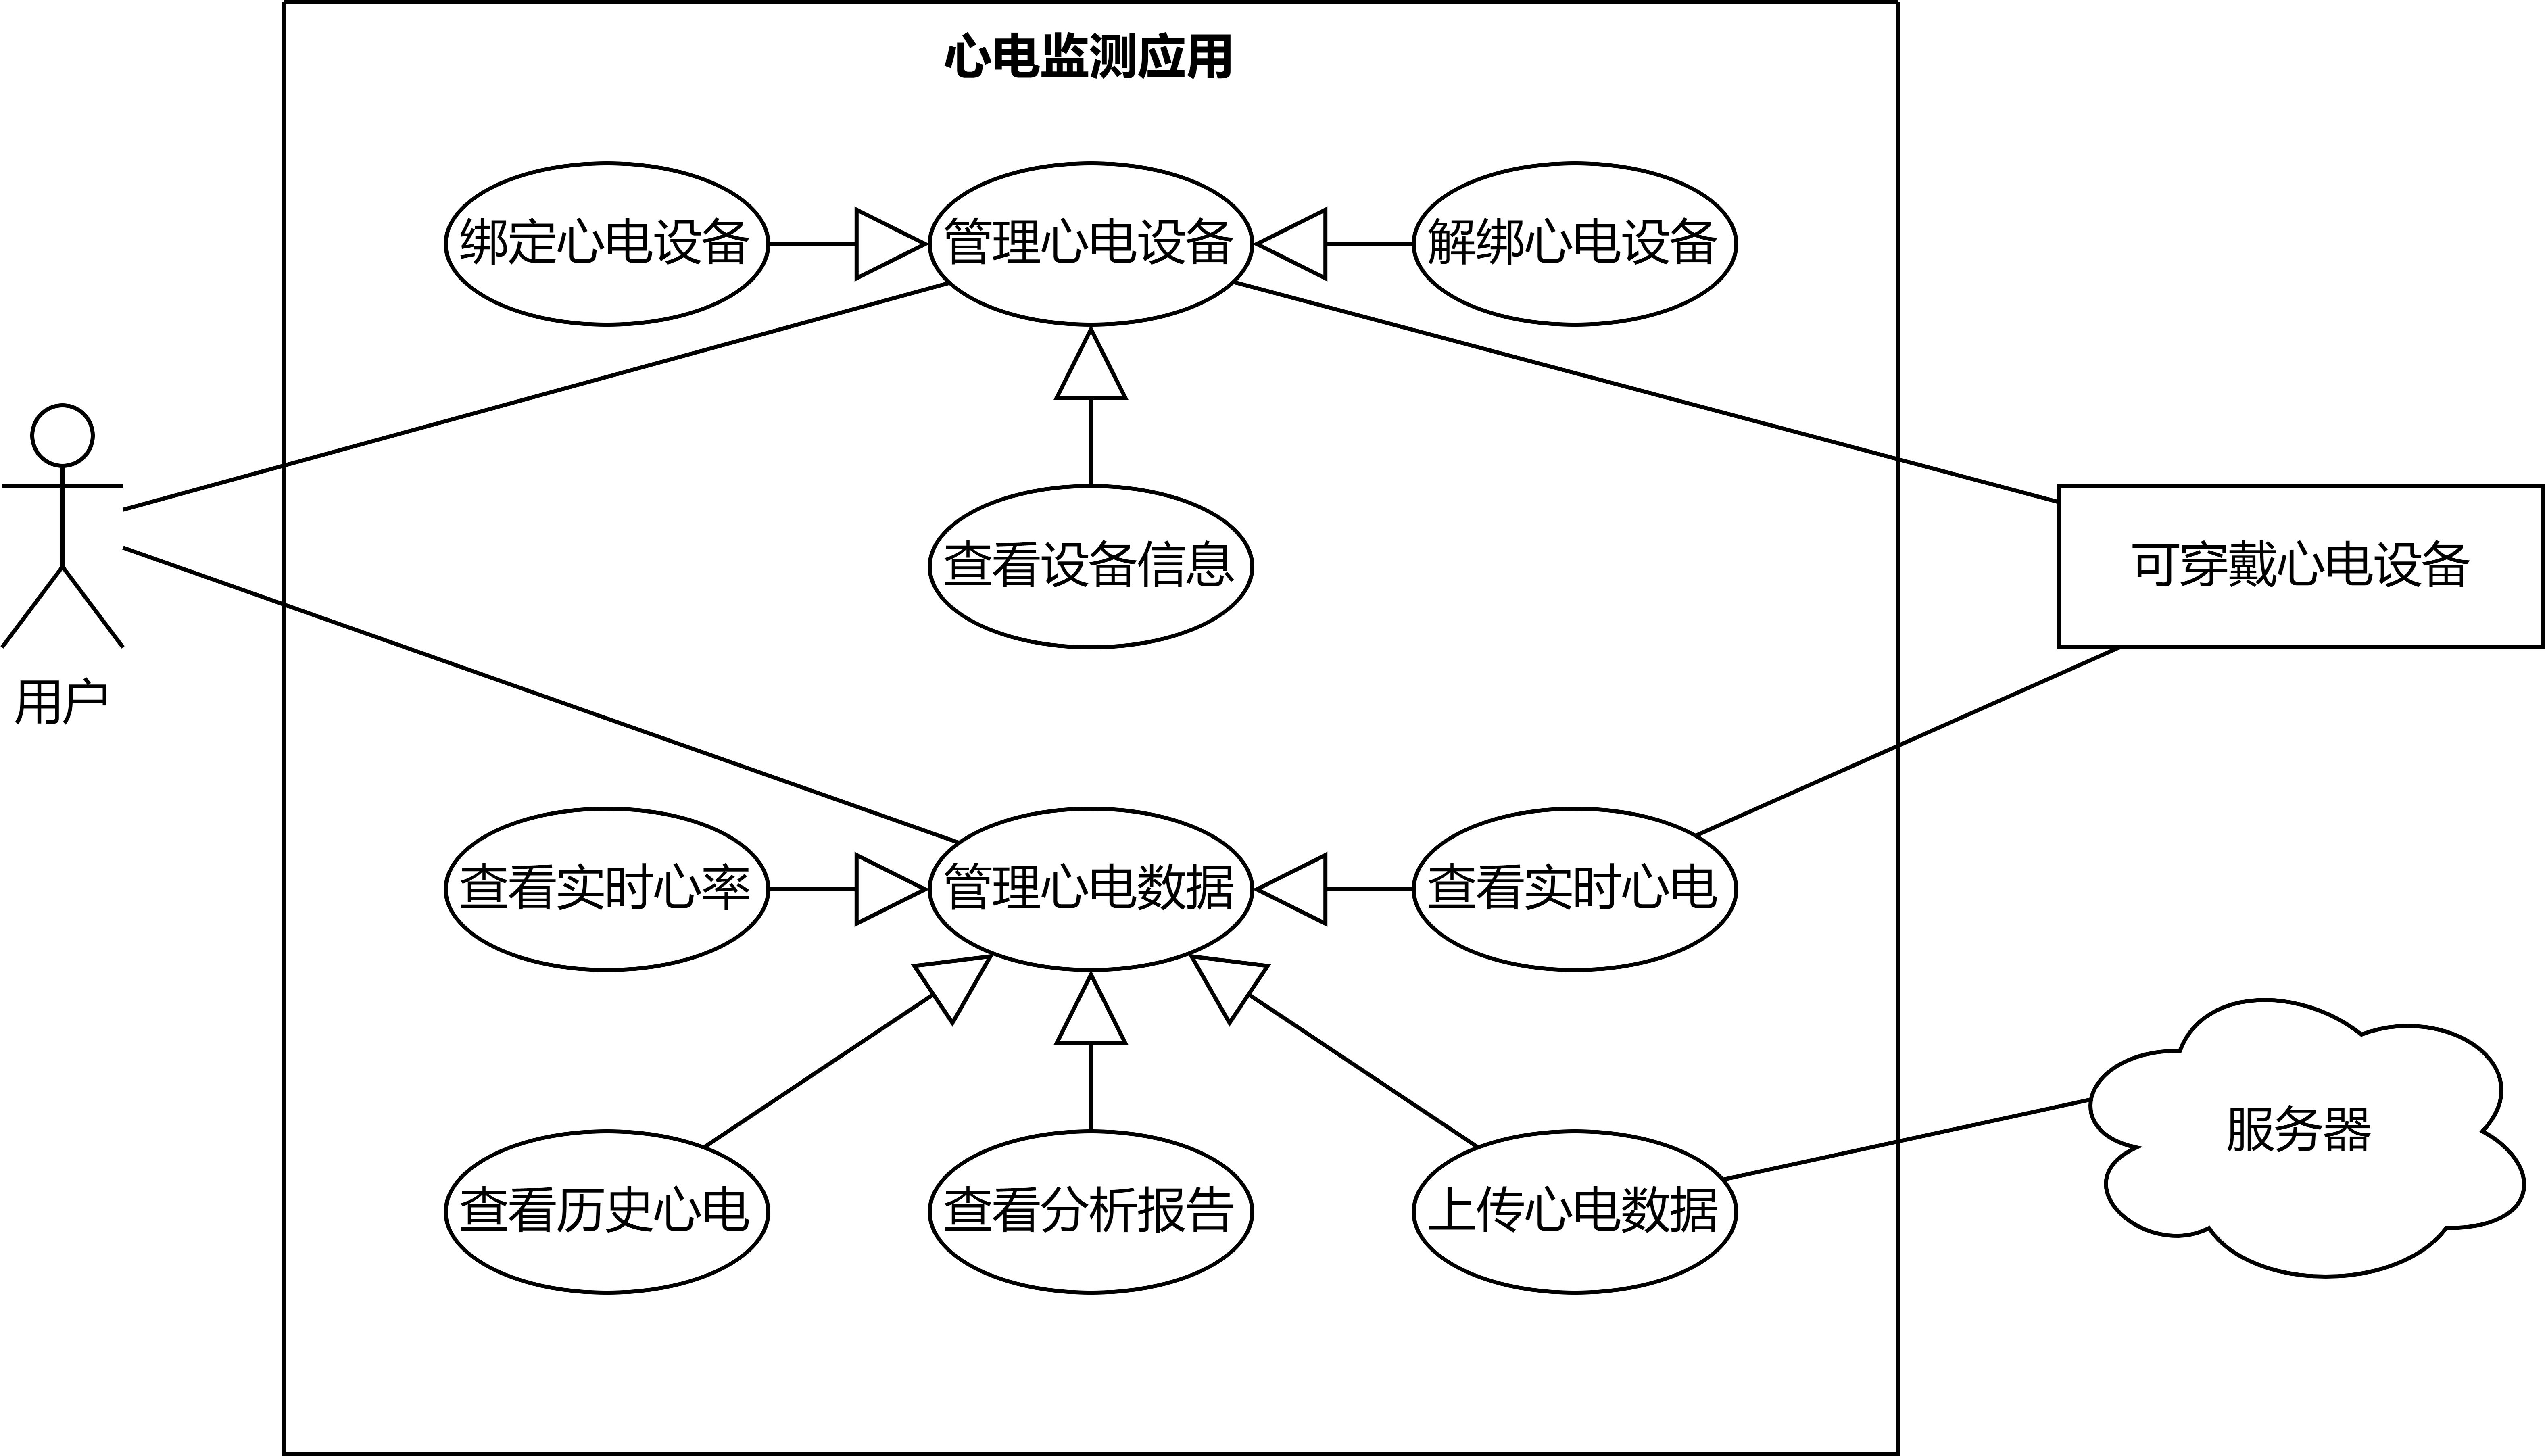 心电监测应用
绑定心电设备
管理心电设备
解绑心电设备
查看设备信息
可穿戴心电设备
用户
查看实时心率
管理心电数据
查看实时心电
服务器
查看历史心电
查看分析报告
上传心电数据